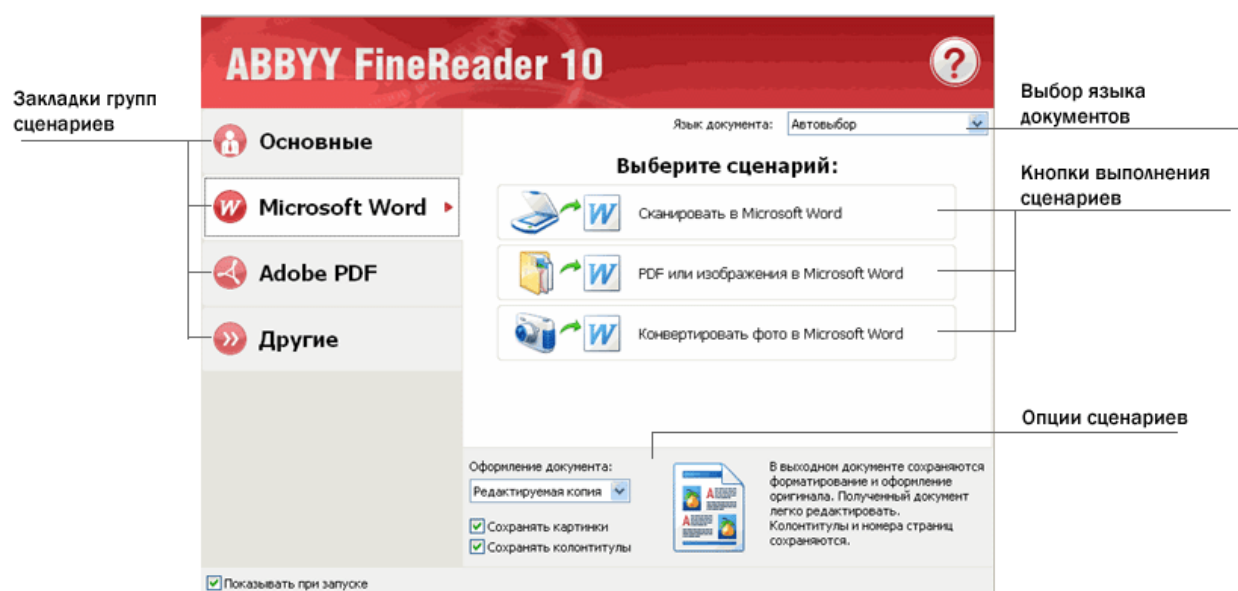 ABBYY FineReader 10
?
Закладки групп
сценариев
Выбор языка
документов
Язык документа: Автовыбор
Основные
Microsoft Word
Adobe PDF
Другие
Выберите сценарий:
Сканировать в Microsoft Word
PDF или изображения в Microsoft Word
Конвертировать фото в Microsoft Word
Кнопки выполнения
сценариев
Опции сценариев
Оформление документа:
Редактируемая копия
Сохранять картинки
Сохранять колонтитулы
В выходном документе сохраняются
форматирование и оформление
оригинала. Полученный документ
легко редактировать.
Колонтитулы и номера страниц
сохраняются.
Показывать при запуске